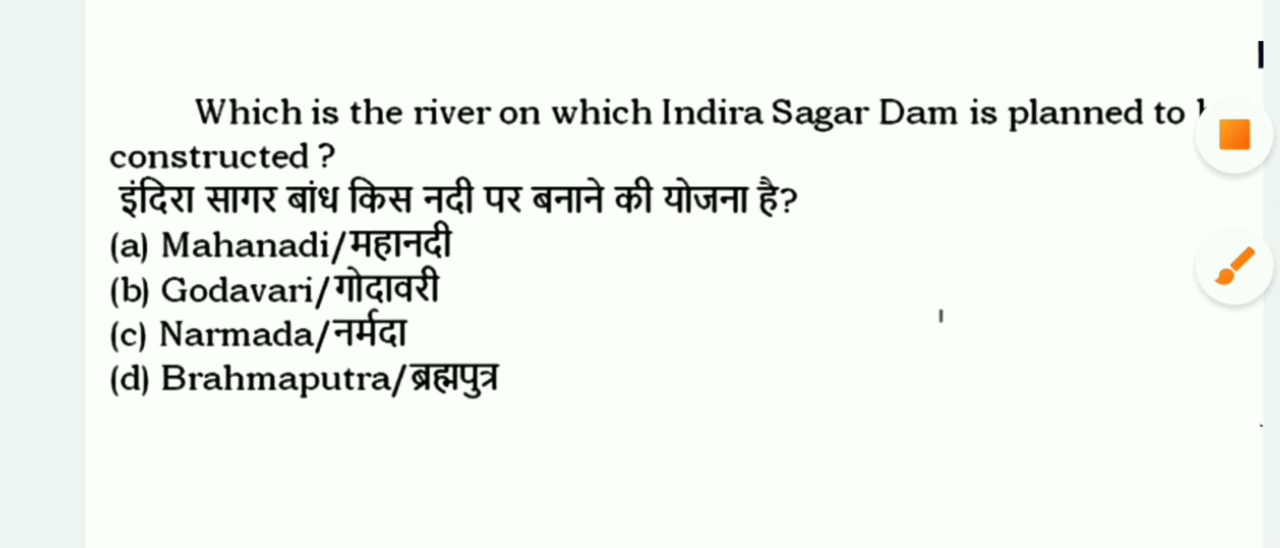 Which is the river on which Indira Sagar Dam is planned to
constructed ?
इंदिरा सागर बांध किस नदी पर बनाने की योजना है?
(a) Mahanadi/महानदी
(b) Godavari/गोदावरी
(c) Narmada/नर्मदा
(d) Brahmaputra/ब्रह्मपुत्र